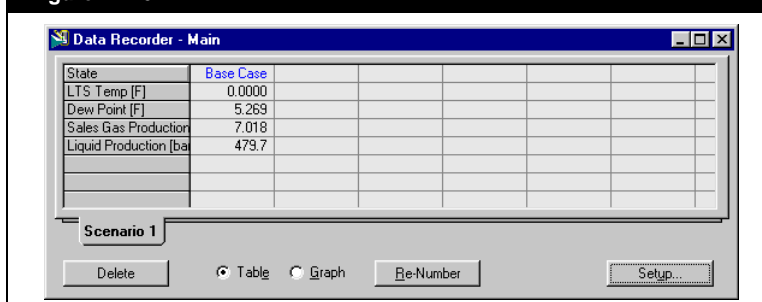 Data Recorder - Main
State Base Case
LTS Temp [F] 0.0000
Dew Point [F] 5.269
Sales Gas Production 7.018
Liquid Production [bar 479.7
Scenario 1
Delete Table Graph Re-Number Setup...